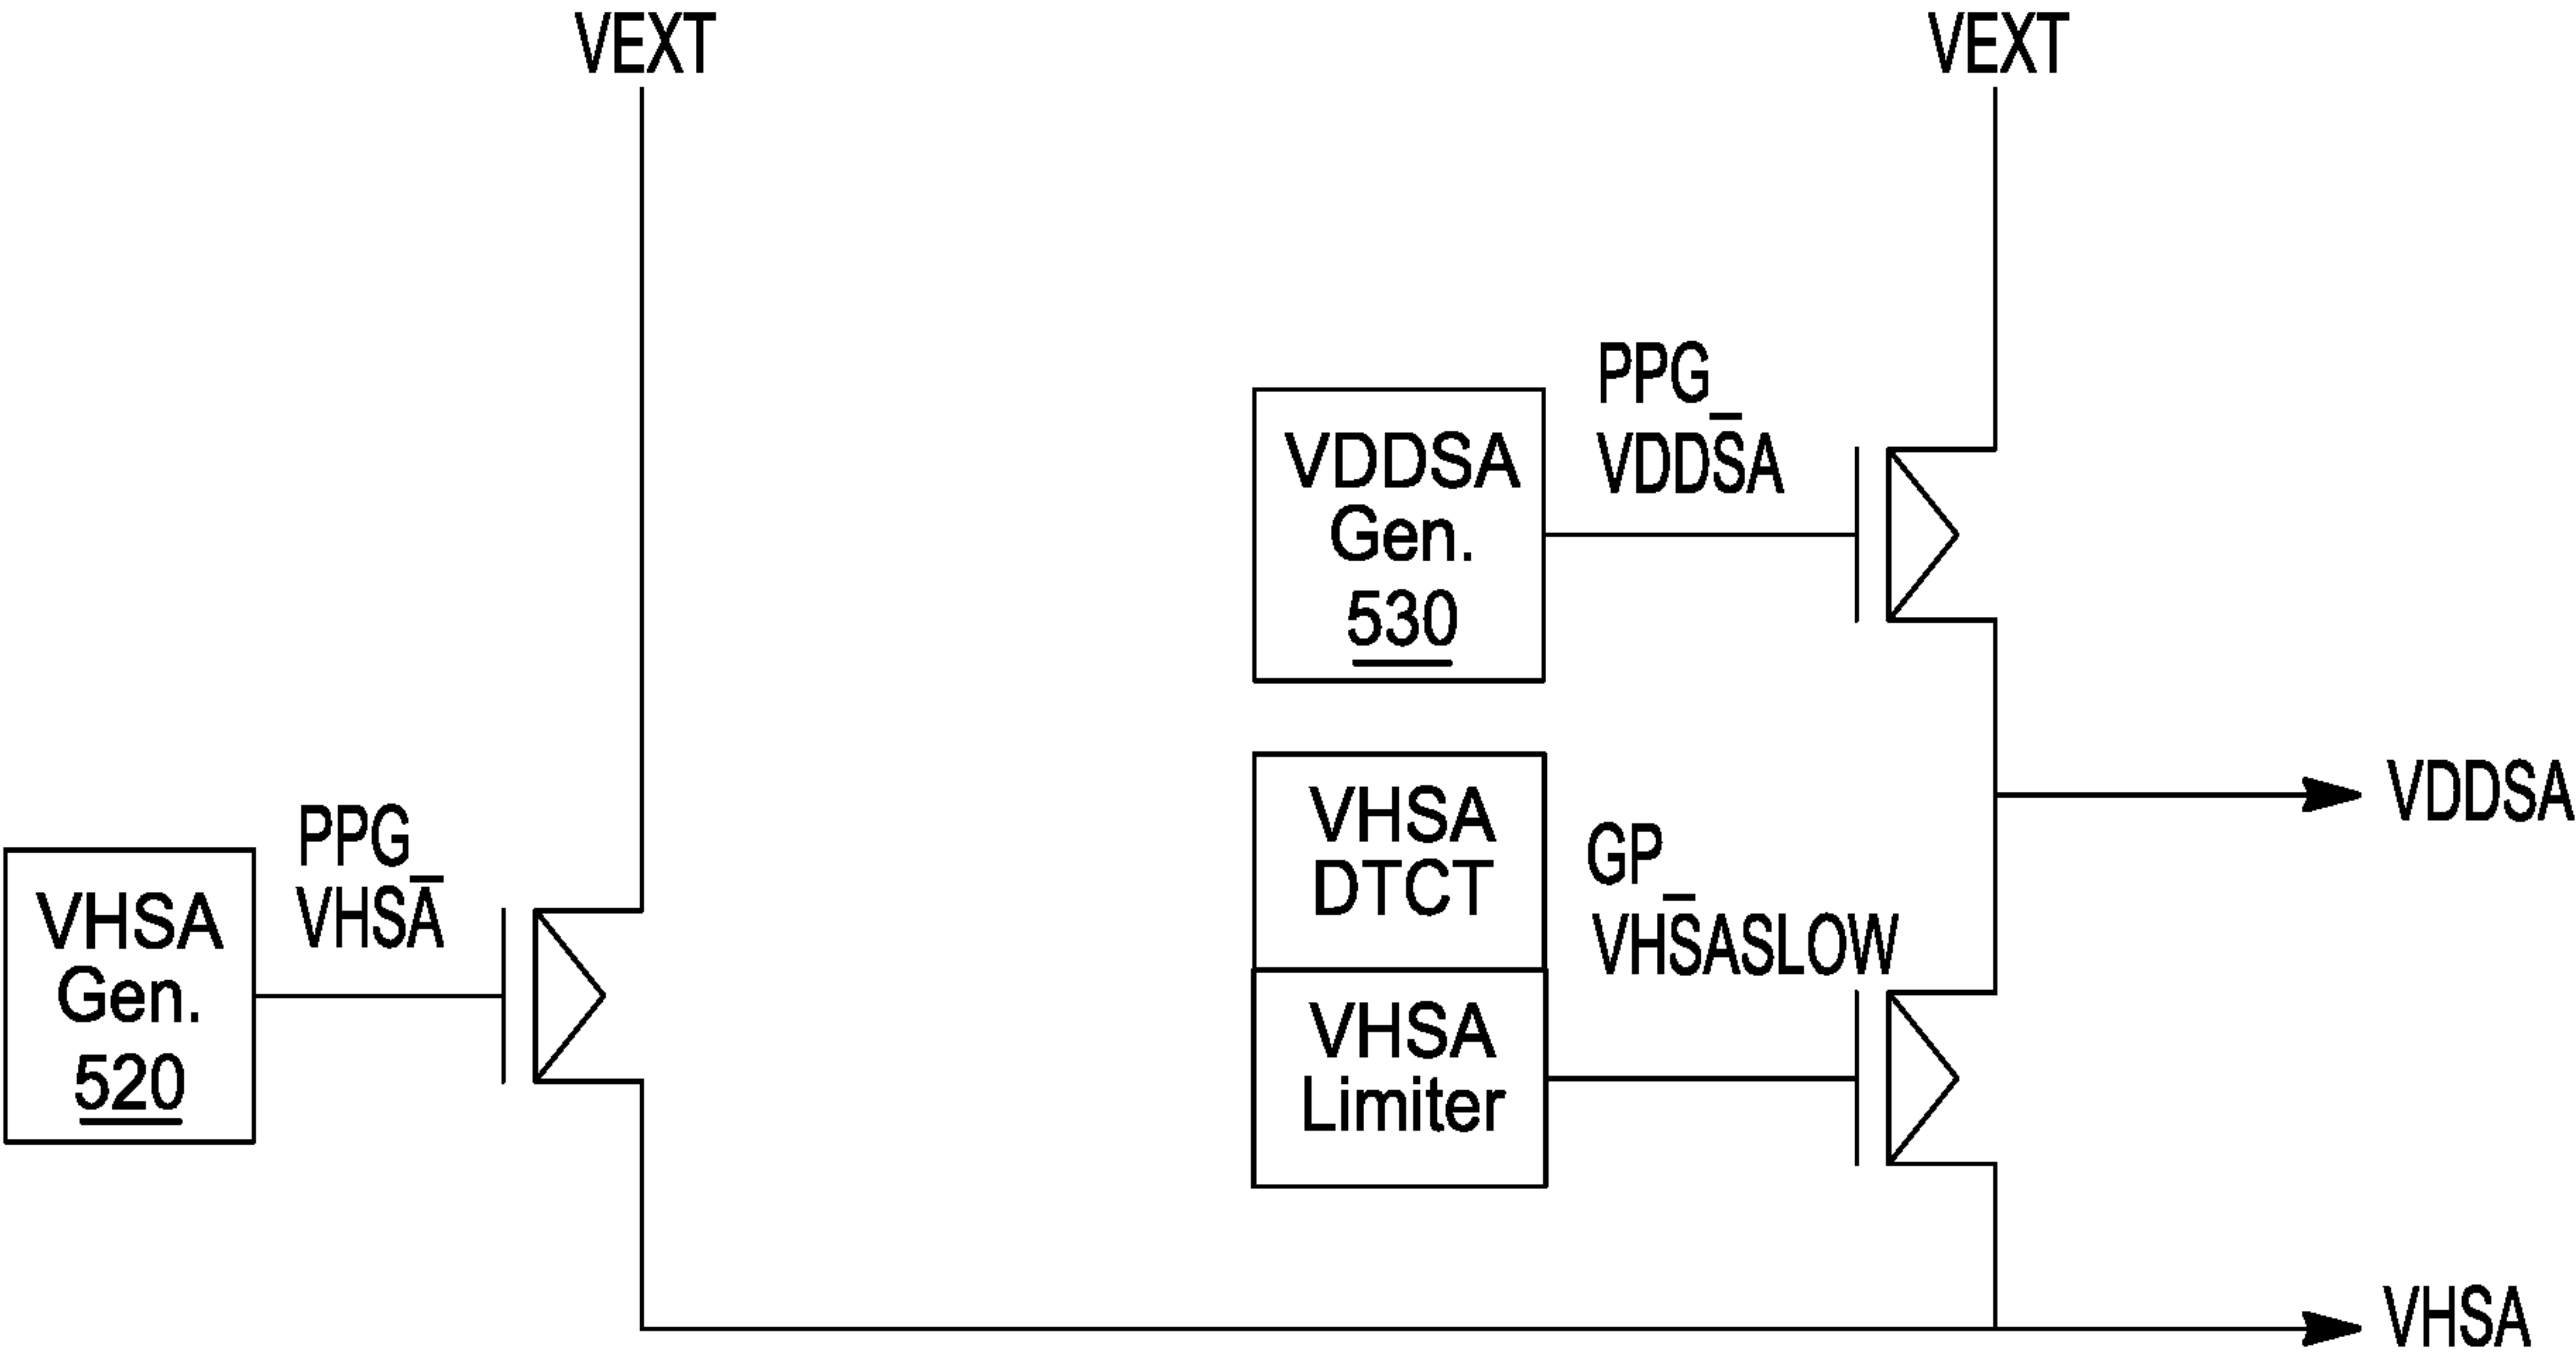 VEXT
VEXT
PPG_
VDDSA
VDDSA
Gen.
530
VDDSA
VHSA
DTCT
GP_
VHSASLOW
VHSA
Limiter
PPG_
VHSA
VHSA
Gen.
520
VHSA